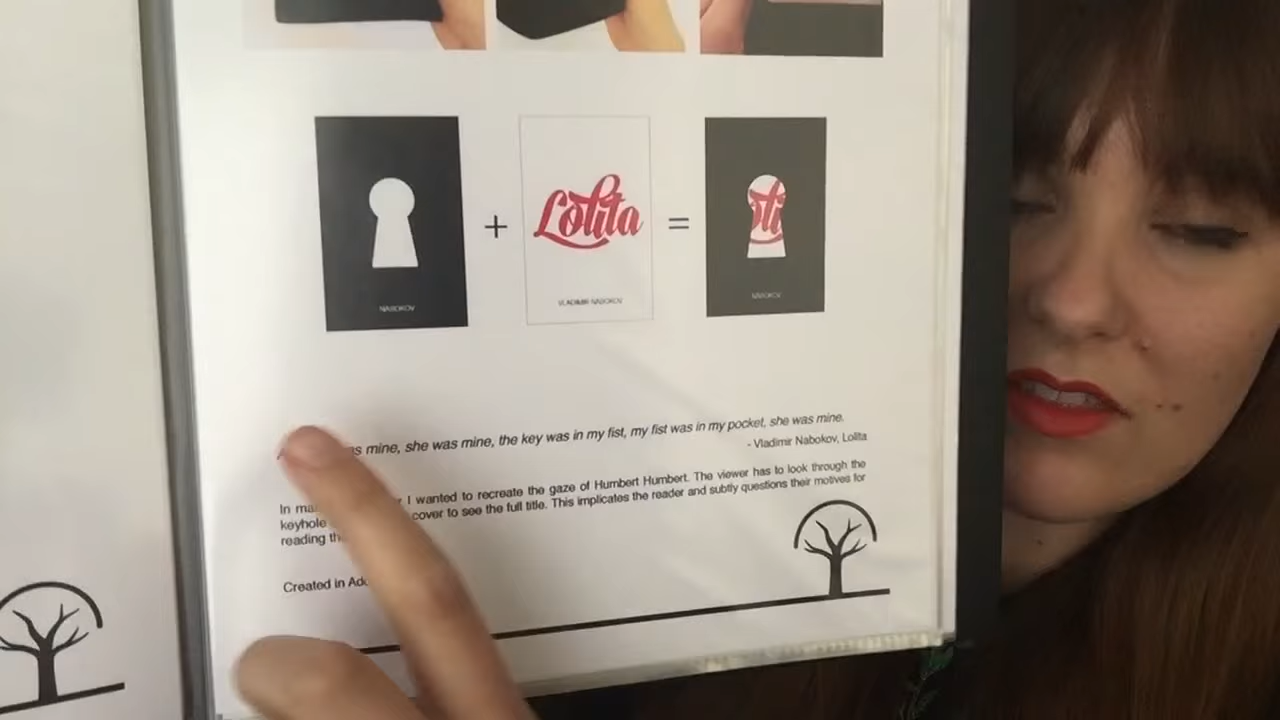 NABOKOV
+
Lolita
VLADIMIR NABOKOV
=
oli
NABOKOV
was mine, she was mine, the key was in my fist, my fist was in my pocket, she was mine.
- Vladimir Nabokov, Lolita
In I wanted to recreate the gaze of Humbert Humbert. The viewer has to look through the
keyhole cover to see the full title. This implicates the reader and subtly questions their motives for
reading
Created in